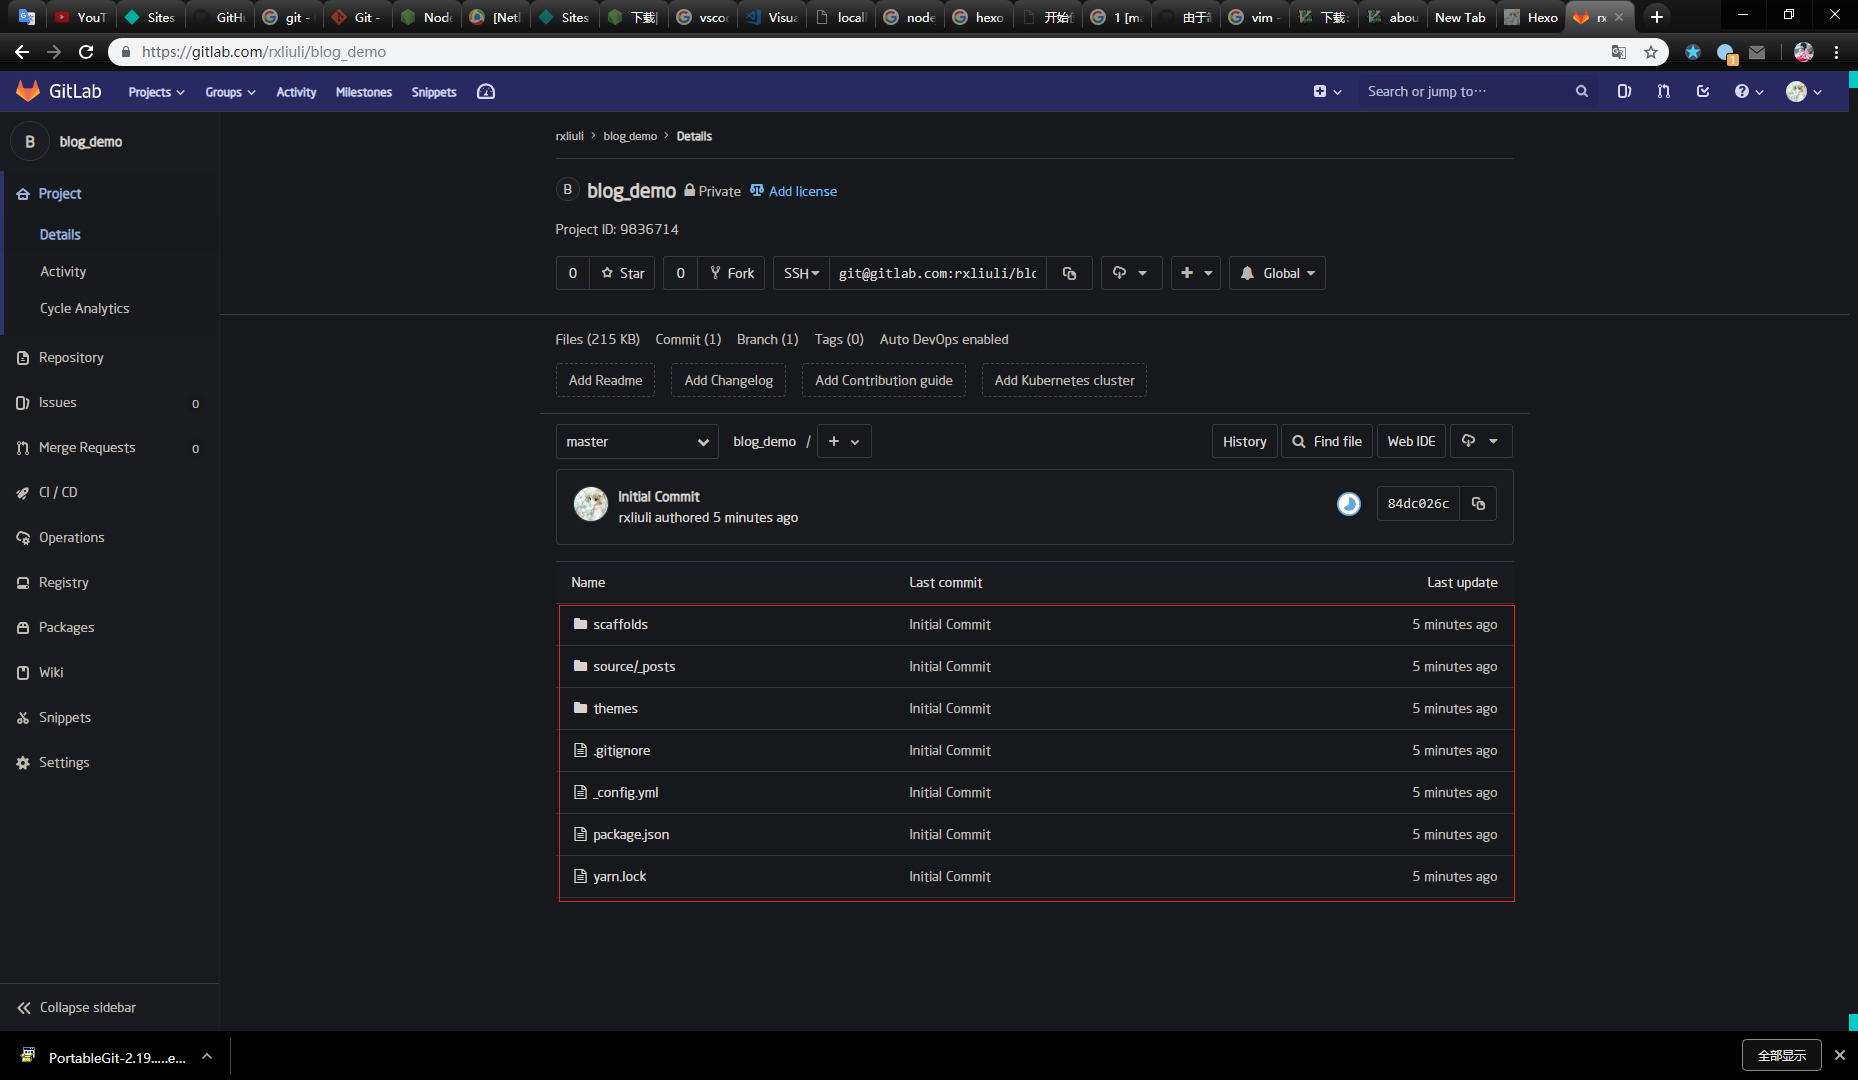 YouT
Sites
GitHu
git -
Git -
Node
[Netl
Sites
下载
vsco
Visua
locall
node
hexo
开始使
1 [ma
vim -
下载
abou
New Tab
Hexo
rx
https://gitlab.com/rxliuli/blog_demo
1
GitLab
Projects
Groups
Activity
Milestones
Snippets
Search or jump to…
B
blog_demo
Project
Details
Activity
Cycle Analytics
Repository
Issues 0
Merge Requests 0
CI / CD
Operations
Registry
Packages
Wiki
Snippets
Settings
Collapse sidebar
rxliuli > blog_demo > Details
B blog_demo Private Add license
Project ID: 9836714
0 Star 0 Fork SSH git@gitlab.com:rxliuli/blo Global
Files (215 KB) Commit (1) Branch (1) Tags (0) Auto DevOps enabled
Add Readme Add Changelog Add Contribution guide Add Kubernetes cluster
master blog_demo / + History Find file Web IDE
Initial Commit
rxliuli authored 5 minutes ago
84dc026c
Name Last commit Last update
scaffolds Initial Commit 5 minutes ago
source/_posts Initial Commit 5 minutes ago
themes Initial Commit 5 minutes ago
.gitignore Initial Commit 5 minutes ago
_config.yml Initial Commit 5 minutes ago
package.json Initial Commit 5 minutes ago
yarn.lock Initial Commit 5 minutes ago
PortableGit-2.19.....e...
全部显示